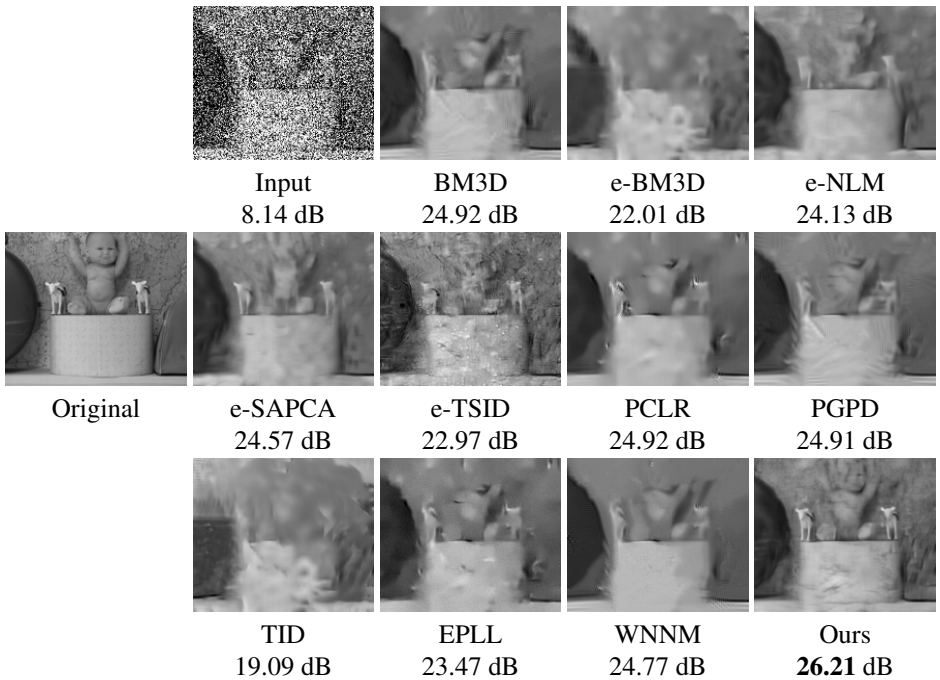 Input BM3D e-BM3D e-NLM
8.14 dB 24.92 dB 22.01 dB 24.13 dB
Original e-SAPCA e-TSID PCLR PGPD
24.57 dB 22.97 dB 24.92 dB 24.91 dB
TID EPLL WNNM Ours
19.09 dB 23.47 dB 24.77 dB 26.21 dB